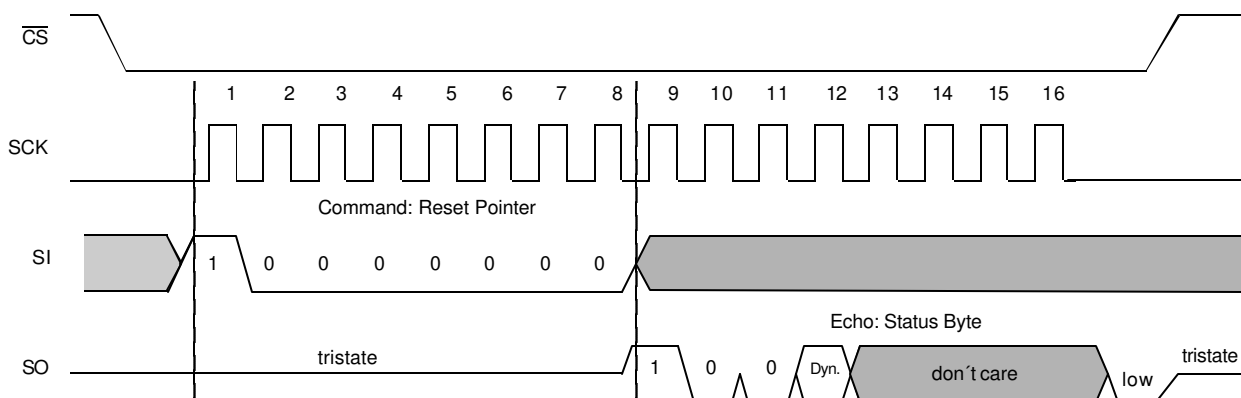 CS
1 2 3 4 5 6 7 8 9 10 11 12 13 14 15 16
SCK
Command: Reset Pointer
SI
1 0 0 0 0 0 0 0
Echo: Status Byte
SO
tristate
1 0 0 Dyn. don´t care low tristate